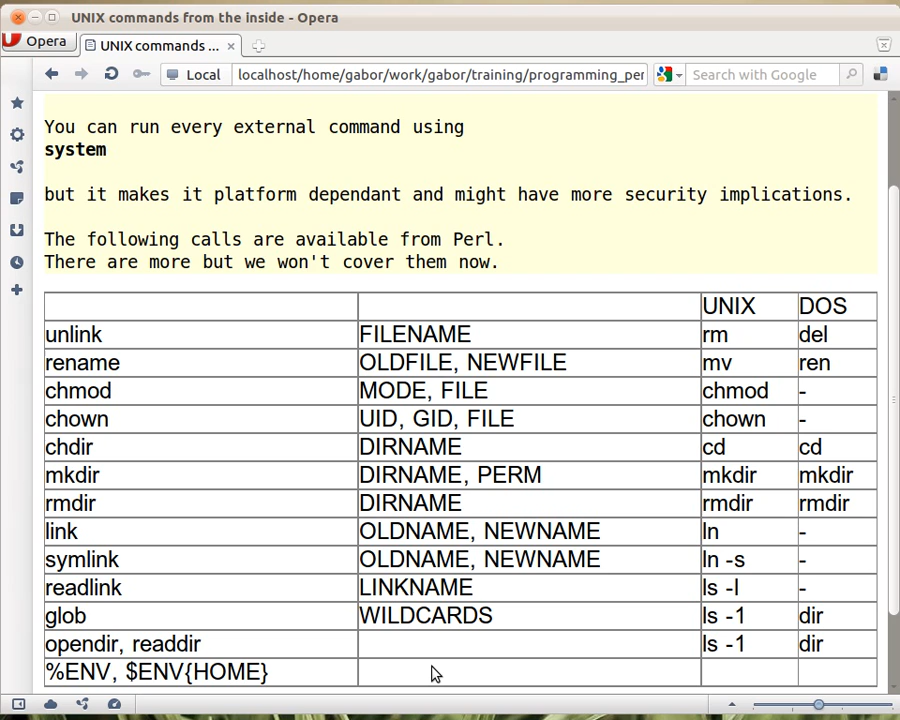 UNIX commands from the inside - Opera
Opera
UNIX commands ...
Local
localhost/home/gabor/work/gabor/training/programming_per
Search with Google
You can run every external command using
system
but it makes it platform dependant and might have more security implications.
The following calls are available from Perl.
There are more but we won't cover them now.
UNIX DOS
unlink FILENAME rm del
rename OLDFILE, NEWFILE mv ren
chmod MODE, FILE chmod -
chown UID, GID, FILE chown -
chdir DIRNAME cd cd
mkdir DIRNAME, PERM mkdir mkdir
rmdir DIRNAME rmdir rmdir
link OLDNAME, NEWNAME ln -
symlink OLDNAME, NEWNAME ln -s -
readlink LINKNAME ls -l -
glob WILDCARDS ls -1 dir
opendir, readdir ls -1 dir
%ENV, $ENV{HOME}